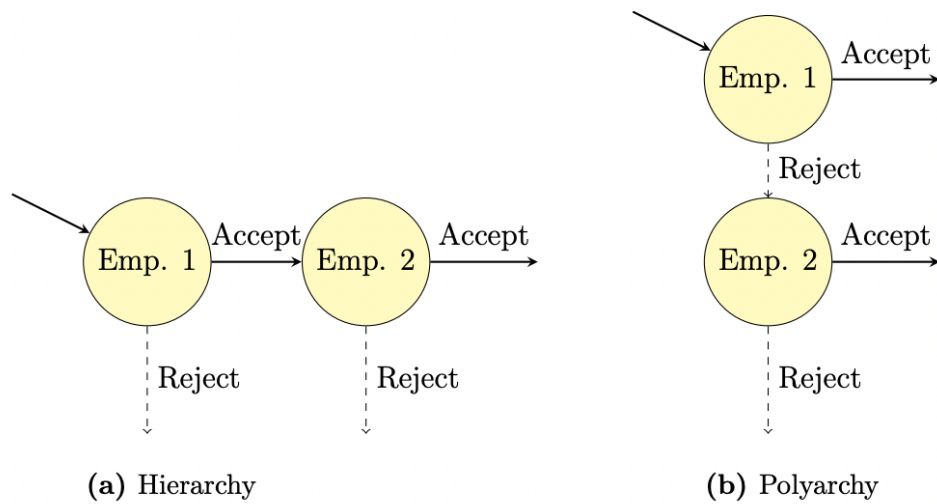 Emp. 1
Accept
Emp. 2
Accept
Reject
Reject
(a) Hierarchy
Emp. 1
Accept
Reject
Emp. 2
Accept
Reject
(b) Polyarchy